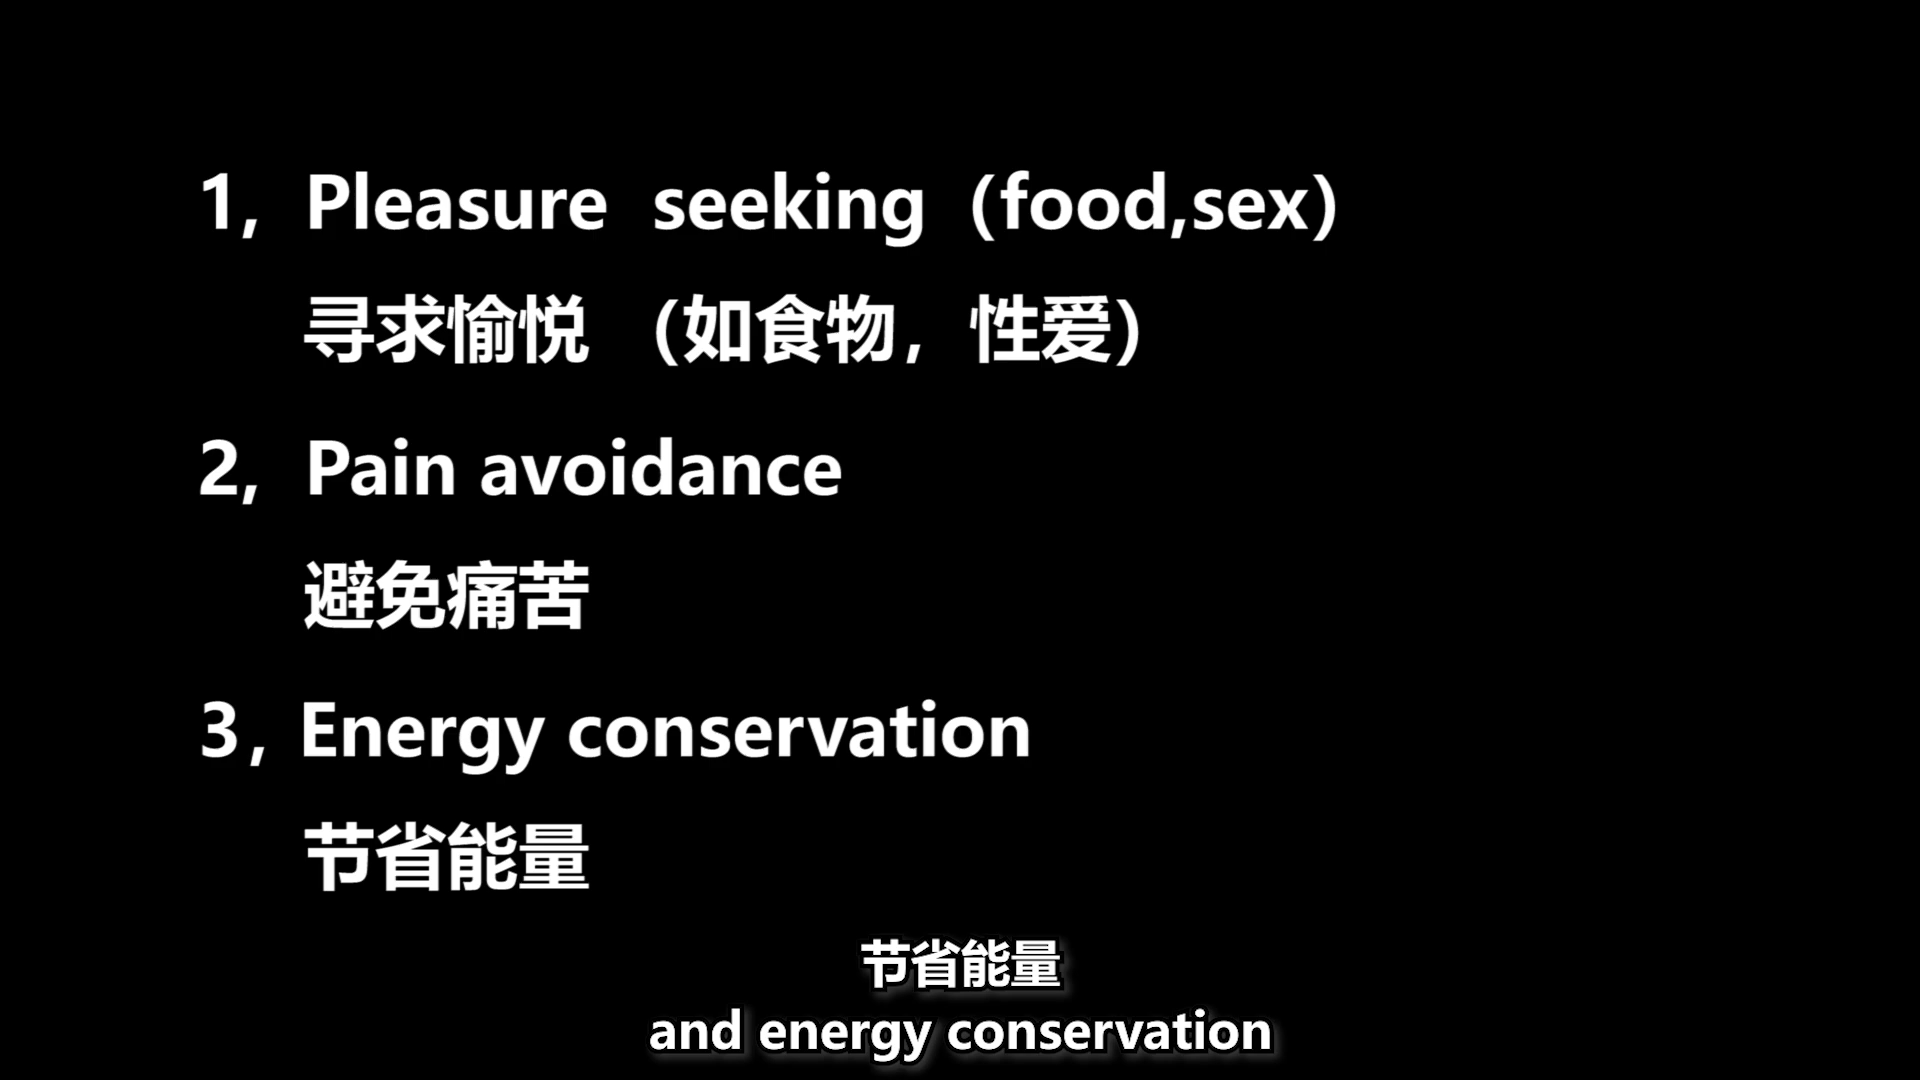 1, Pleasure seeking（food,sex）
寻求愉悦 （如食物，性爱）
2, Pain avoidance
避免痛苦
3, Energy conservation
节省能量
节省能量
and energy conservation